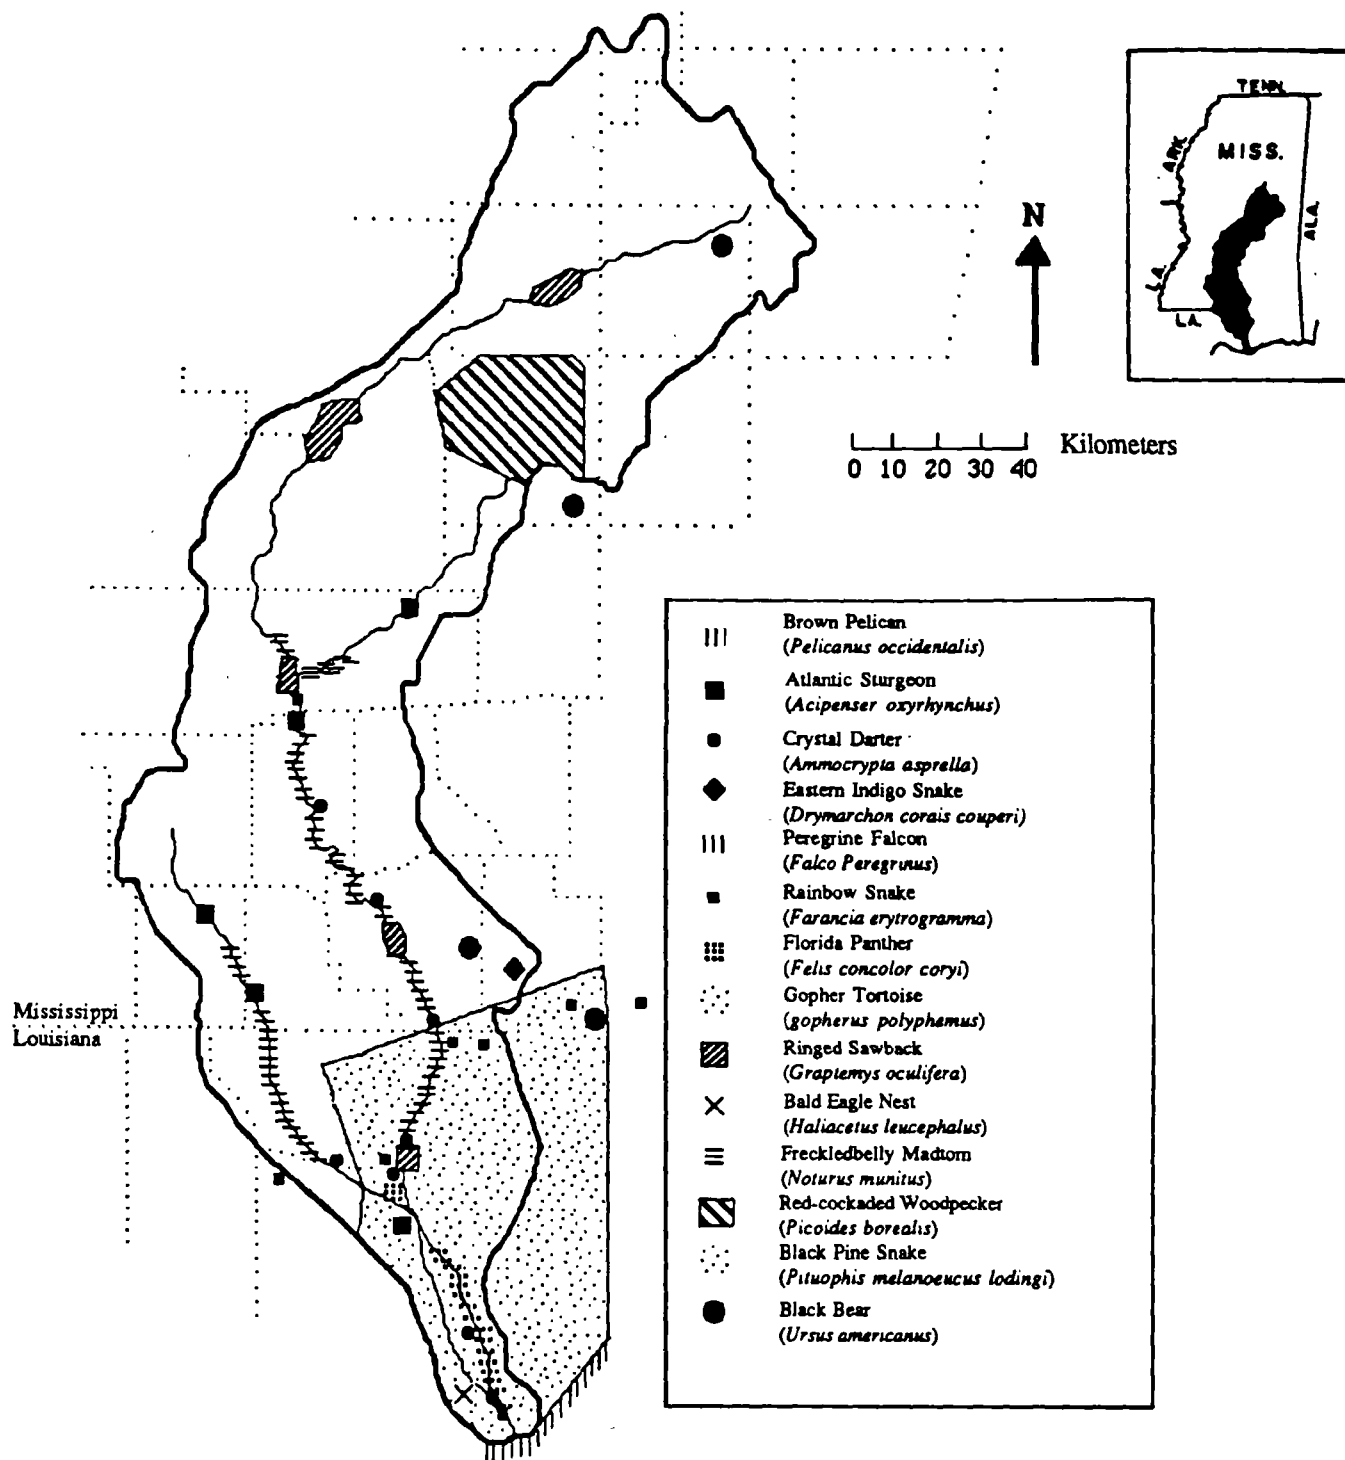 TENN.
ARK.
MISS.
ALA.
LA.
LA.
N
Kilometers
0 10 20 30 40
Brown Pelican
(Pelicanus occidentalis)
Atlantic Sturgeon
(Acipenser oxyrhynchus)
Crystal Darter
(Ammocrypta asprella)
Eastern Indigo Snake
(Drymarchon corais couperi)
Peregrine Falcon
(Falco Peregrinus)
Rainbow Snake
(Farancia erytrogramma)
Florida Panther
(Felis concolor coryi)
Gopher Tortoise
(gopherus polyphemus)
Ringed Sawback
(Graptemys oculifera)
Bald Eagle Nest
(Haliacetus leucephalus)
Freckledbelly Madtom
(Noturus munitus)
Red-cockaded Woodpecker
(Picoides borealis)
Black Pine Snake
(Pituophis melanoeucus lodingi)
Black Bear
(Ursus americanus)
Mississippi
Louisiana